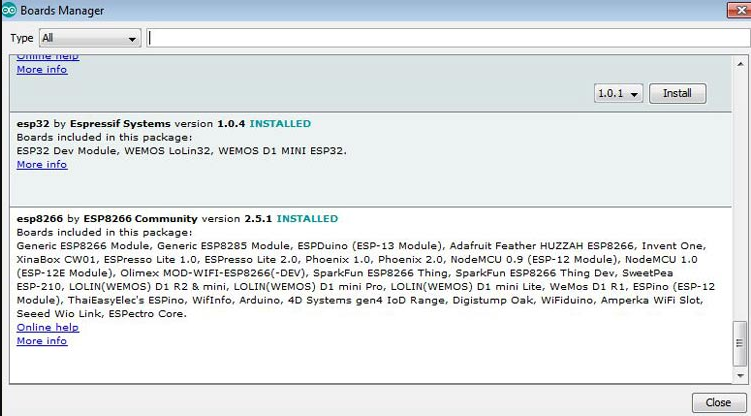 Boards Manager
Type All
Online help
More info
1.0.1 Install
esp32 by Espressif Systems version 1.0.4 INSTALLED
Boards included in this package:
ESP32 Dev Module, WEMOS LoLin32, WEMOS D1 MINI ESP32.
More info
esp8266 by ESP8266 Community version 2.5.1 INSTALLED
Boards included in this package:
Generic ESP8266 Module, Generic ESP8285 Module, ESPDuino (ESP-13 Module), Adafruit Feather HUZZAH ESP8266, Invent One,
XinaBox CW01, ESPresso Lite 1.0, ESPresso Lite 2.0, Phoenix 1.0, Phoenix 2.0, NodeMCU 0.9 (ESP-12 Module), NodeMCU 1.0
(ESP-12E Module), Olimex MOD-WIFI-ESP8266(-DEV), SparkFun ESP8266 Thing, SparkFun ESP8266 Thing Dev, SweetPea
ESP-210, LOLIN(WEMOS) D1 R2 & mini, LOLIN(WEMOS) D1 mini Pro, LOLIN(WEMOS) D1 mini Lite, WeMos D1 R1, ESPino (ESP-12
Module), ThaiEasyElec's ESPino, WifInfo, Arduino, 4D Systems gen4 IoD Range, Digistump Oak, WiFiduino, Amperka WiFi Slot,
Seeed Wio Link, ESPectro Core.
Online help
More info
Close